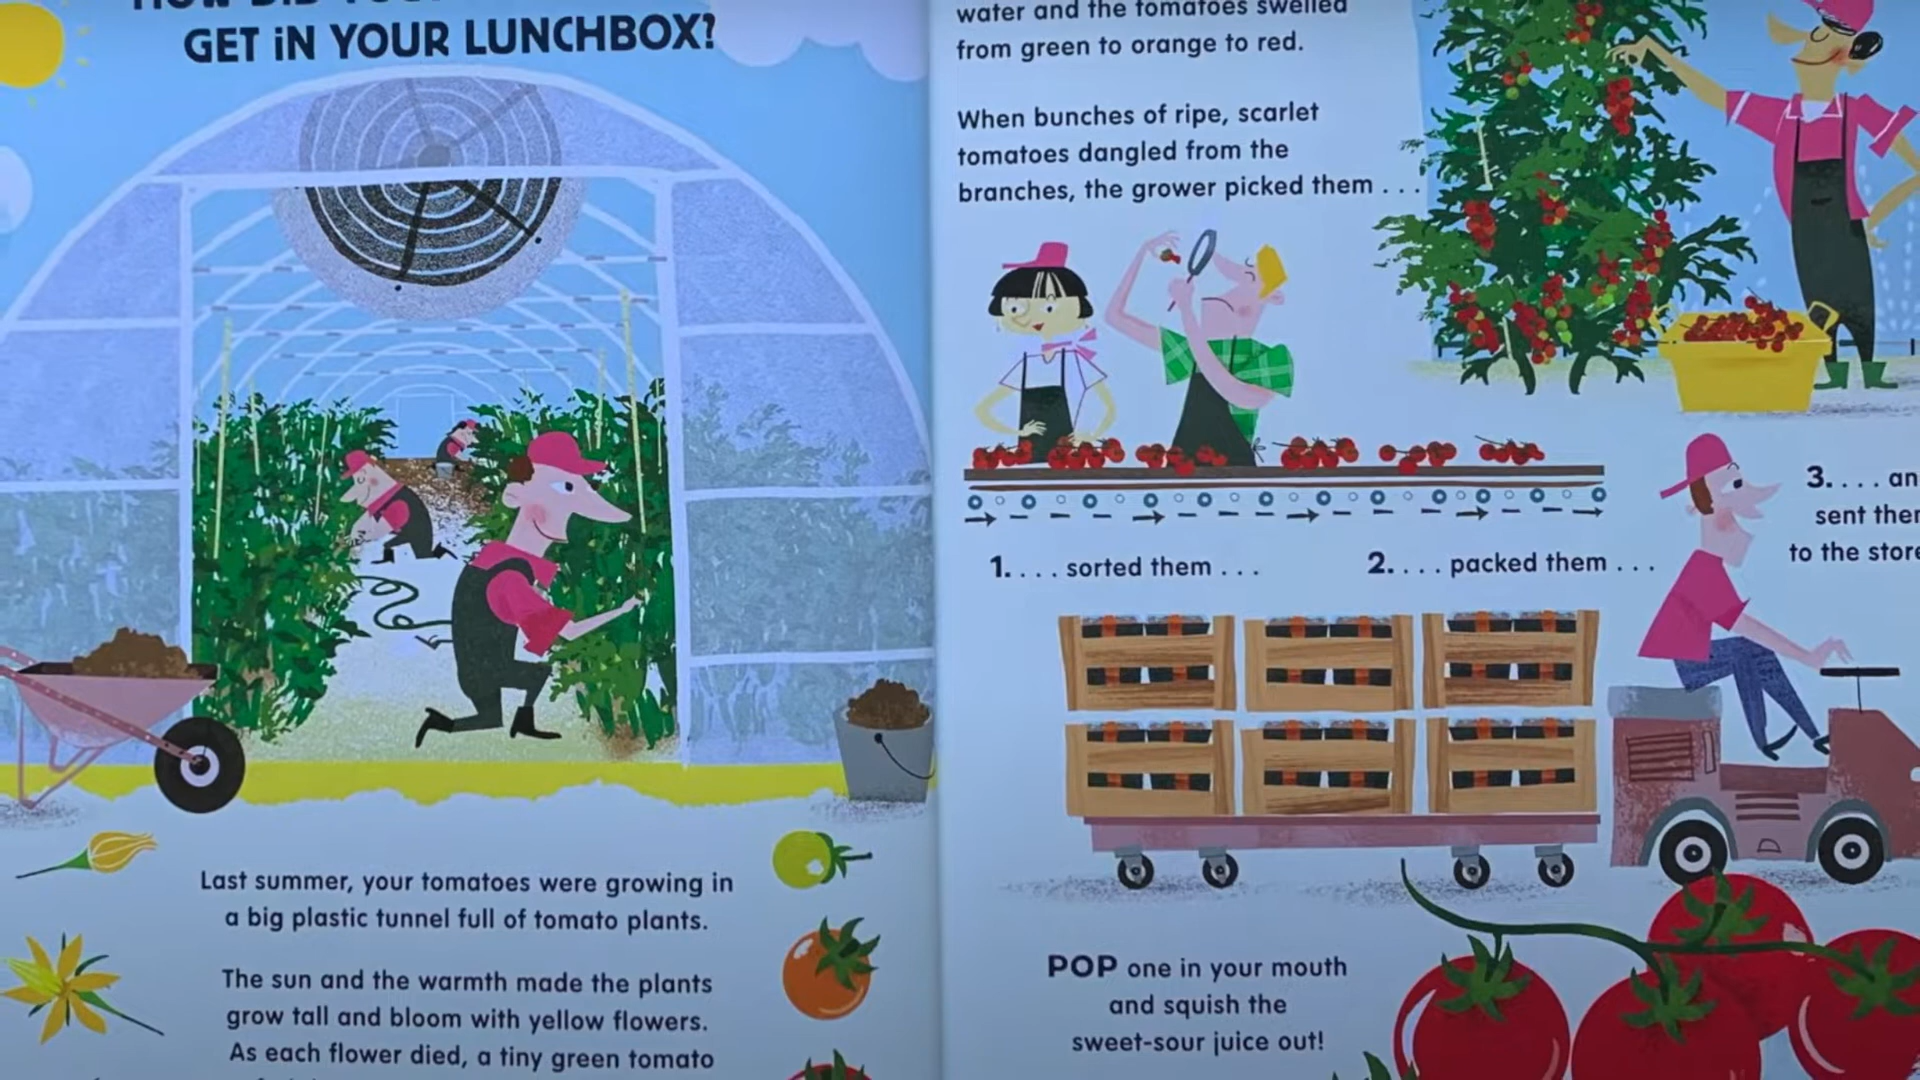 GET iN YOUR LUNCHBOX?
Last summer, your tomatoes were growing in
a big plastic tunnel full of tomato plants.
The sun and the warmth made the plants
grow tall and bloom with yellow flowers.
As each flower died, a tiny green tomato
water and the tomatoes swelled
from green to orange to red.
When bunches of ripe, scarlet
tomatoes dangled from the
branches, the grower picked them . . .
1. . . . sorted them . . .
2. . . . packed them . . .
3. . . . an
sent ther
to the store
POP one in your mouth
and squish the
sweet-sour juice out!